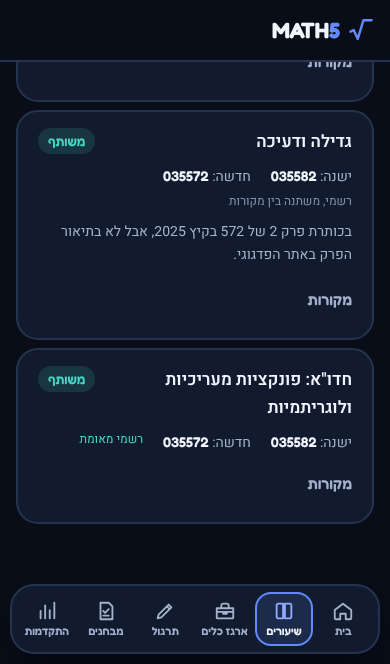 MATH5
מקורות
גדילה ודעיכה
משותף
ישנה: 035582 חדשה: 035572
רשמי, משתנה בין מקורות
בכותרת פרק 2 של 572 בקיץ 2025, אבל לא בתיאור
הפרק באתר הפדגוגי.
מקורות
חדו"א: פונקציות מעריכיות
ולוגריתמיות
משותף
ישנה: 035582 חדשה: 035572 רשמי מאומת
מקורות
בית שיעורים ארגז כלים תרגול מבחנים התקדמות